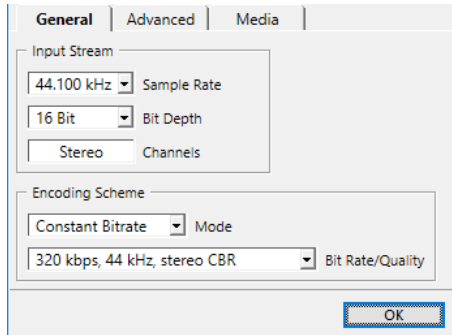 General Advanced Media
Input Stream
44.100 kHz Sample Rate
16 Bit Bit Depth
Stereo Channels
Encoding Scheme
Constant Bitrate Mode
320 kbps, 44 kHz, stereo CBR Bit Rate/Quality
OK